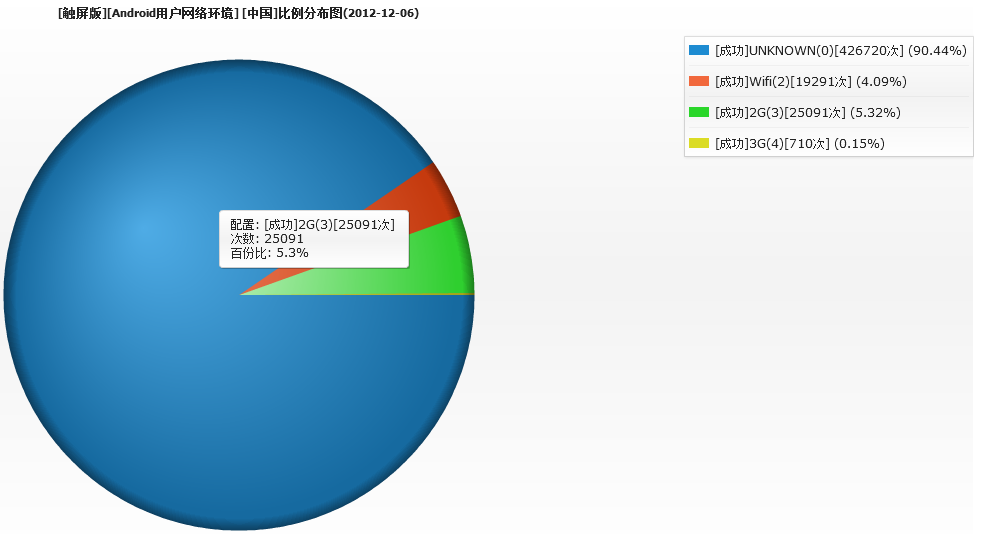 [触屏版][Android用户网络环境] [中国]比例分布图(2012-12-06)
[成功]UNKNOWN(0)[426720次] (90.44%)
[成功]Wifi(2)[19291次] (4.09%)
[成功]2G(3)[25091次] (5.32%)
[成功]3G(4)[710次] (0.15%)
配置: [成功]2G(3)[25091次]
次数: 25091
百份比: 5.3%